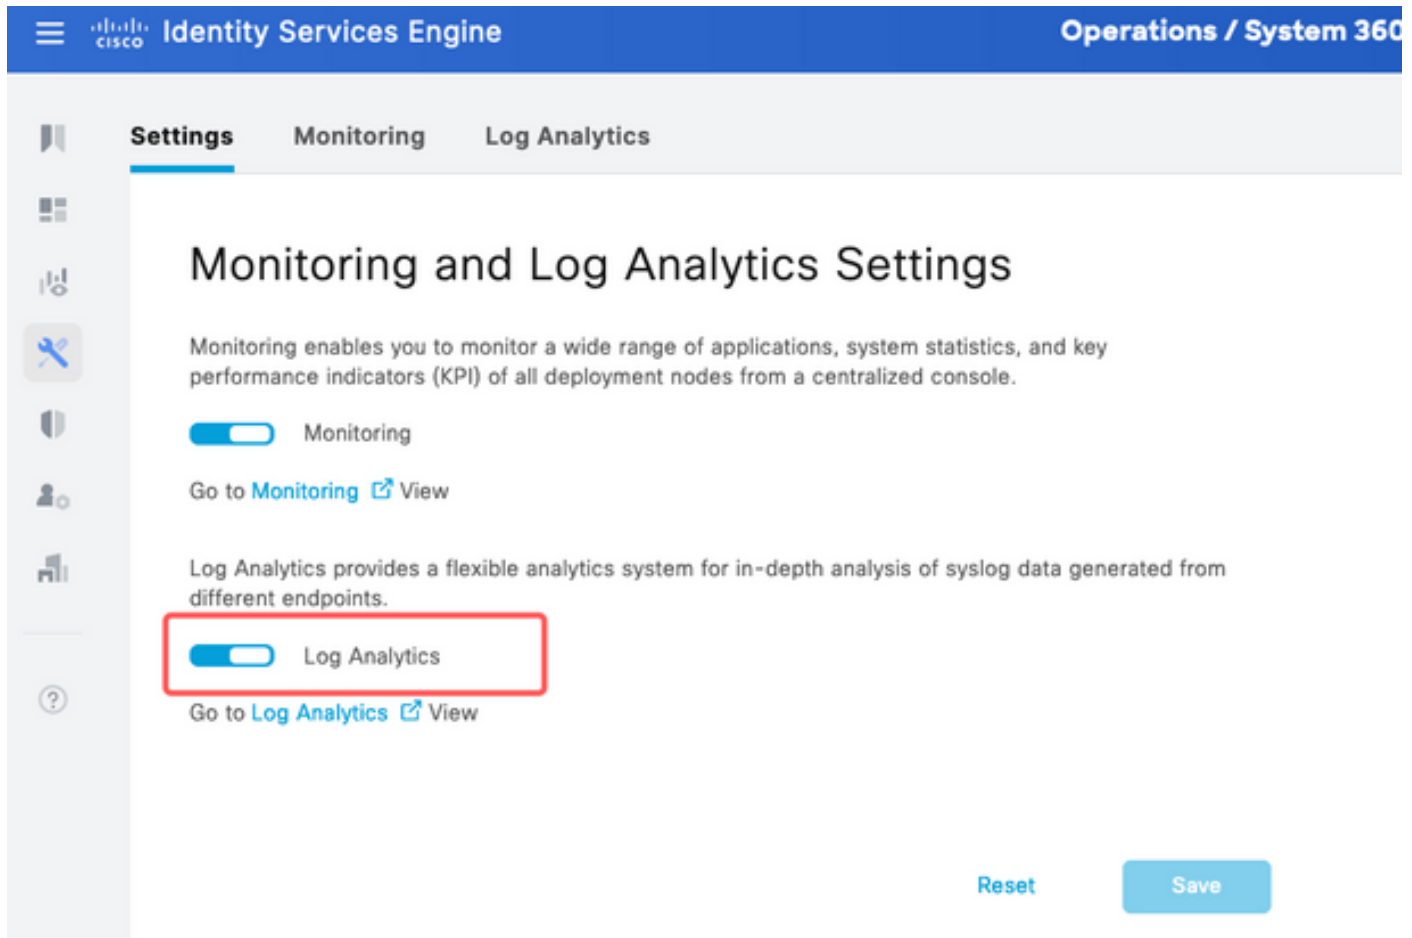 cisco Identity Services Engine
Operations / System 360
Settings Monitoring Log Analytics
Monitoring and Log Analytics Settings
Monitoring enables you to monitor a wide range of applications, system statistics, and key
performance indicators (KPI) of all deployment nodes from a centralized console.
Monitoring
Go to Monitoring View
Log Analytics provides a flexible analytics system for in-depth analysis of syslog data generated from
different endpoints.
Log Analytics
Go to Log Analytics View
?
Reset Save